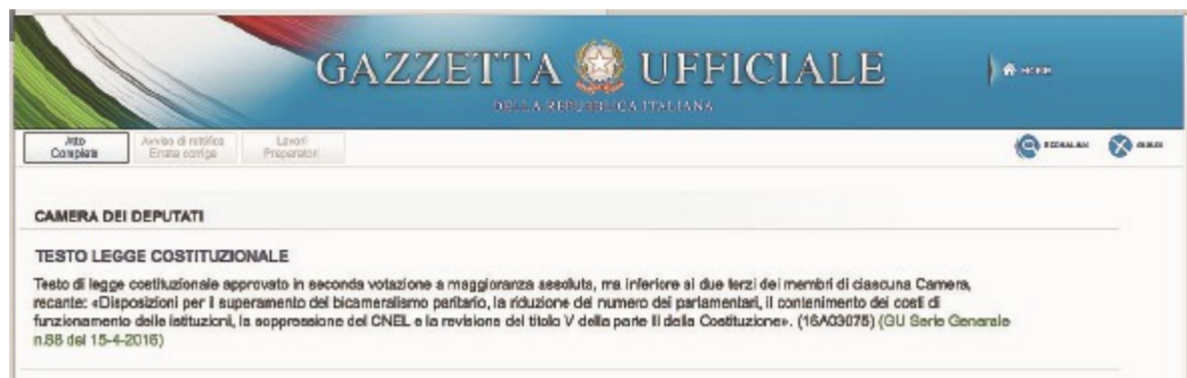 GAZZETTA UFFICIALE
DELLA REPUBBLICA ITALIANA
HOME
Atto
Completo
Avviso di rettifica
Errata corrige
Lavori
Preparatori
CAMERA DEI DEPUTATI
TESTO LEGGE COSTITUZIONALE
Testo di legge costituzionale approvato in seconda votazione a maggioranza assoluta, ma inferiore ai due terzi dei membri di ciascuna Camera,
recante: «Disposizioni per il superamento del bicameralismo paritario, la riduzione del numero dei parlamentari, il contenimento dei costi di
funzionamento delle istituzioni, la soppressione del CNEL e la revisione del titolo V della parte II della Costituzione». (16A03075) (GU Serie Generale
n.88 del 15-4-2016)